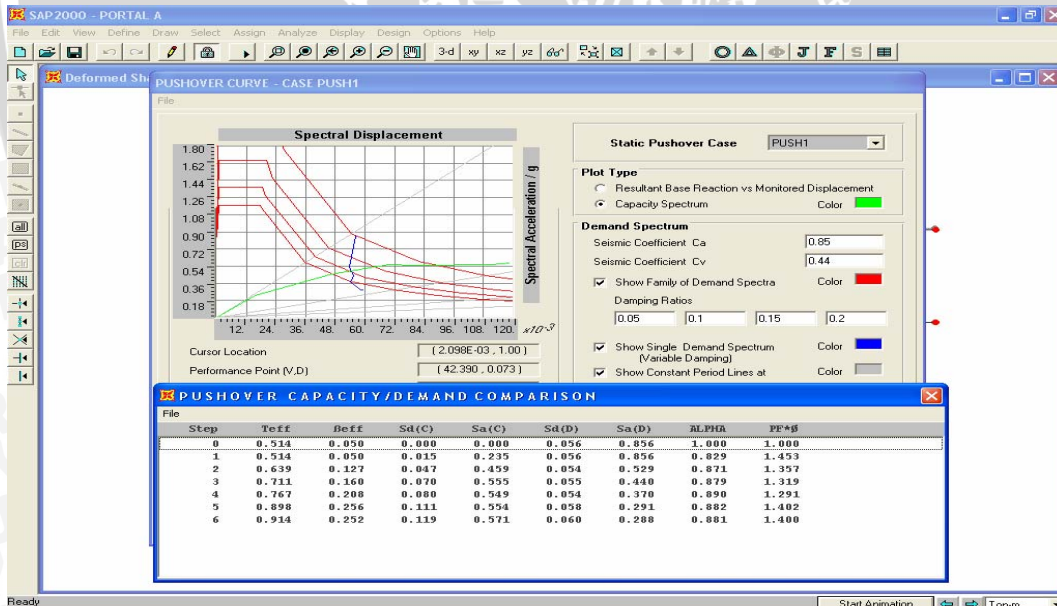 SAP2000 - PORTAL A
File Edit View Define Draw Select Assign Analyze Display Design Options Help
3-d xy xz yz J F S
Deformed Sh
PUSHOVER CURVE - CASE PUSH1
File
Spectral Displacement
Spectral Acceleration / g
1.80
1.62
1.44
1.26
1.08
0.90
0.72
0.54
0.36
0.18
12. 24. 36. 48. 60. 72. 84. 96. 108. 120. x10-3
Cursor Location (2.098E-03 , 1.00 )
Performance Point (V,D) ( 42.390 , 0.073 )
Static Pushover Case PUSH1
Plot Type
Resultant Base Reaction vs Monitored Displacement
Capacity Spectrum Color
Demand Spectrum
Seismic Coefficient Ca 0.85
Seismic Coefficient Cv 0.44
Show Family of Demand Spectra Color
Damping Ratios
0.05 0.1 0.15 0.2
Show Single Demand Spectrum Color
(Variable Damping)
Show Constant Period Lines at Color
all
ps
clr
PUSHOVER CAPACITY/DEMAND COMPARISON
File
Step Teff Beff Sd(C) Sa(C) Sd(D) Sa(D) ALPHA PF*Ø
0 0.514 0.050 0.000 0.000 0.056 0.856 1.000 1.000
1 0.514 0.050 0.015 0.235 0.056 0.856 0.829 1.453
2 0.639 0.127 0.047 0.459 0.054 0.529 0.871 1.357
3 0.711 0.160 0.070 0.555 0.055 0.440 0.879 1.319
4 0.767 0.208 0.080 0.549 0.054 0.370 0.890 1.291
5 0.898 0.256 0.111 0.554 0.058 0.291 0.882 1.402
6 0.914 0.252 0.119 0.571 0.060 0.288 0.881 1.400
Ready Start Animation Ton-m